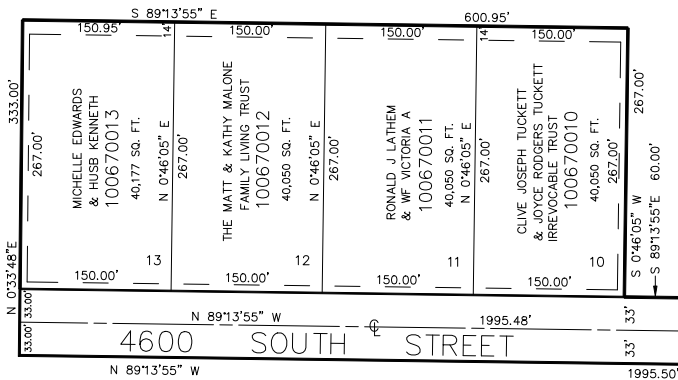 S 89°13'55" E
600.95'
150.95'
14'
150.00'
150.00'
14'
150.00'
333.00'
267.00'
MICHELLE EDWARDS
& HUSB KENNETH
100670013
40,177 SQ. FT.
N 0°46'05" E
267.00'
THE MATT & KATHY MALONE
FAMILY LIVING TRUST
100670012
40,050 SQ. FT.
N 0°46'05" E
267.00'
RONALD J LATHEM
& WF VICTORIA A
100670011
40,050 SQ. FT.
N 0°46'05" E
267.00'
CLIVE JOSEPH TUCKETT
& JOYCE RODGERS TUCKETT
IRREVOCABLE TRUST
100670010
40,050 SQ. FT.
267.00'
267.00'
S 0°46'05" W
S 89°13'55"E 60.00'
13
12
11
10
150.00'
150.00'
150.00'
150.00'
N 0°33'48"E
33.00'
33.00'
N 89°13'55" W
1995.48'
33'
33'
4600 SOUTH STREET
N 89°13'55" W
1995.50'